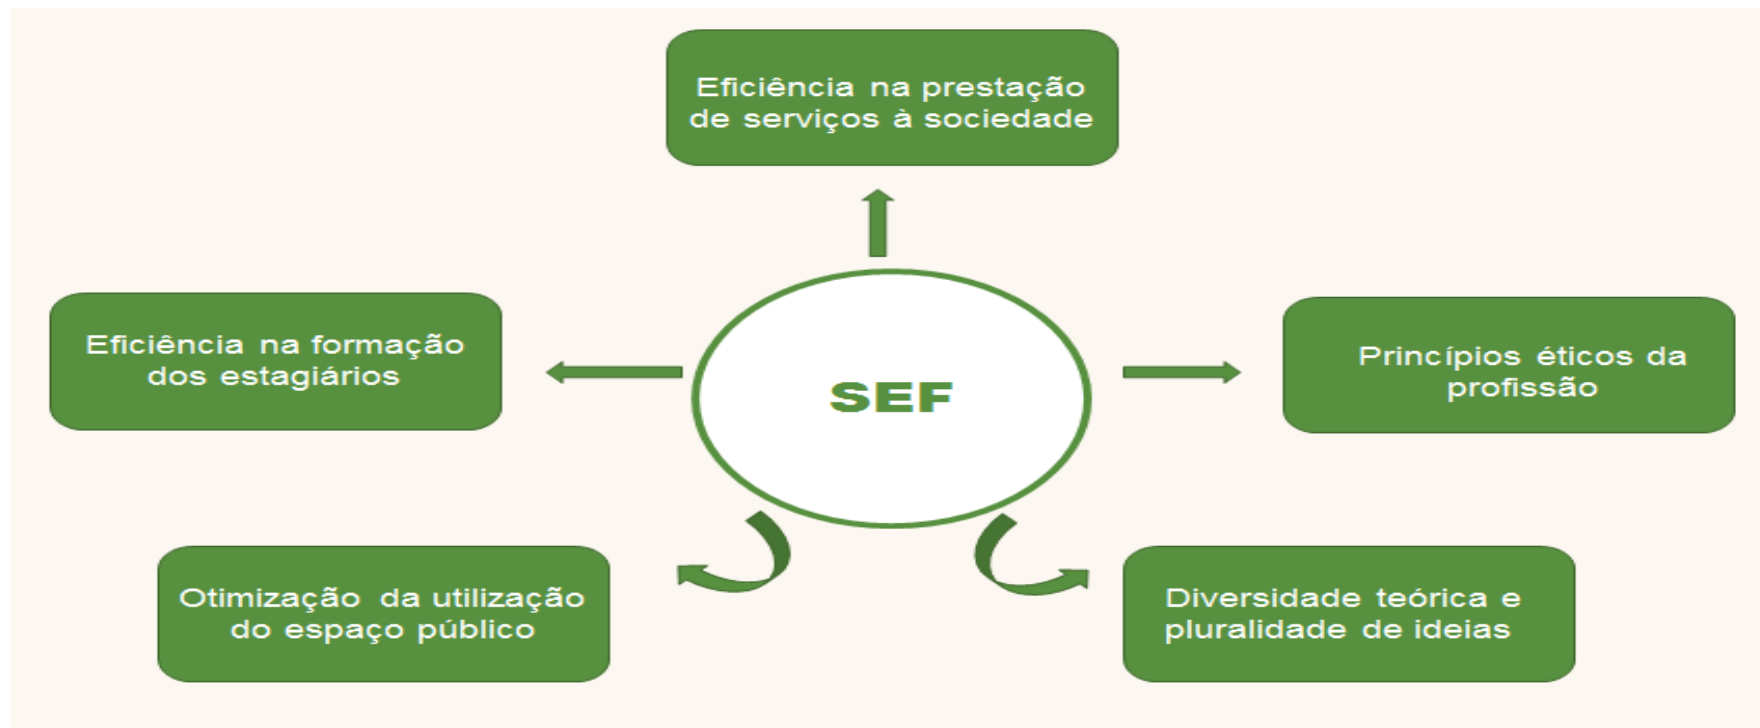 Eficiência na prestação
de serviços à sociedade
Eficiência na formação
dos estagiários
SEF
Princípios éticos da
profissão
Otimização da utilização
do espaço público
Diversidade teórica e
pluralidade de ideias